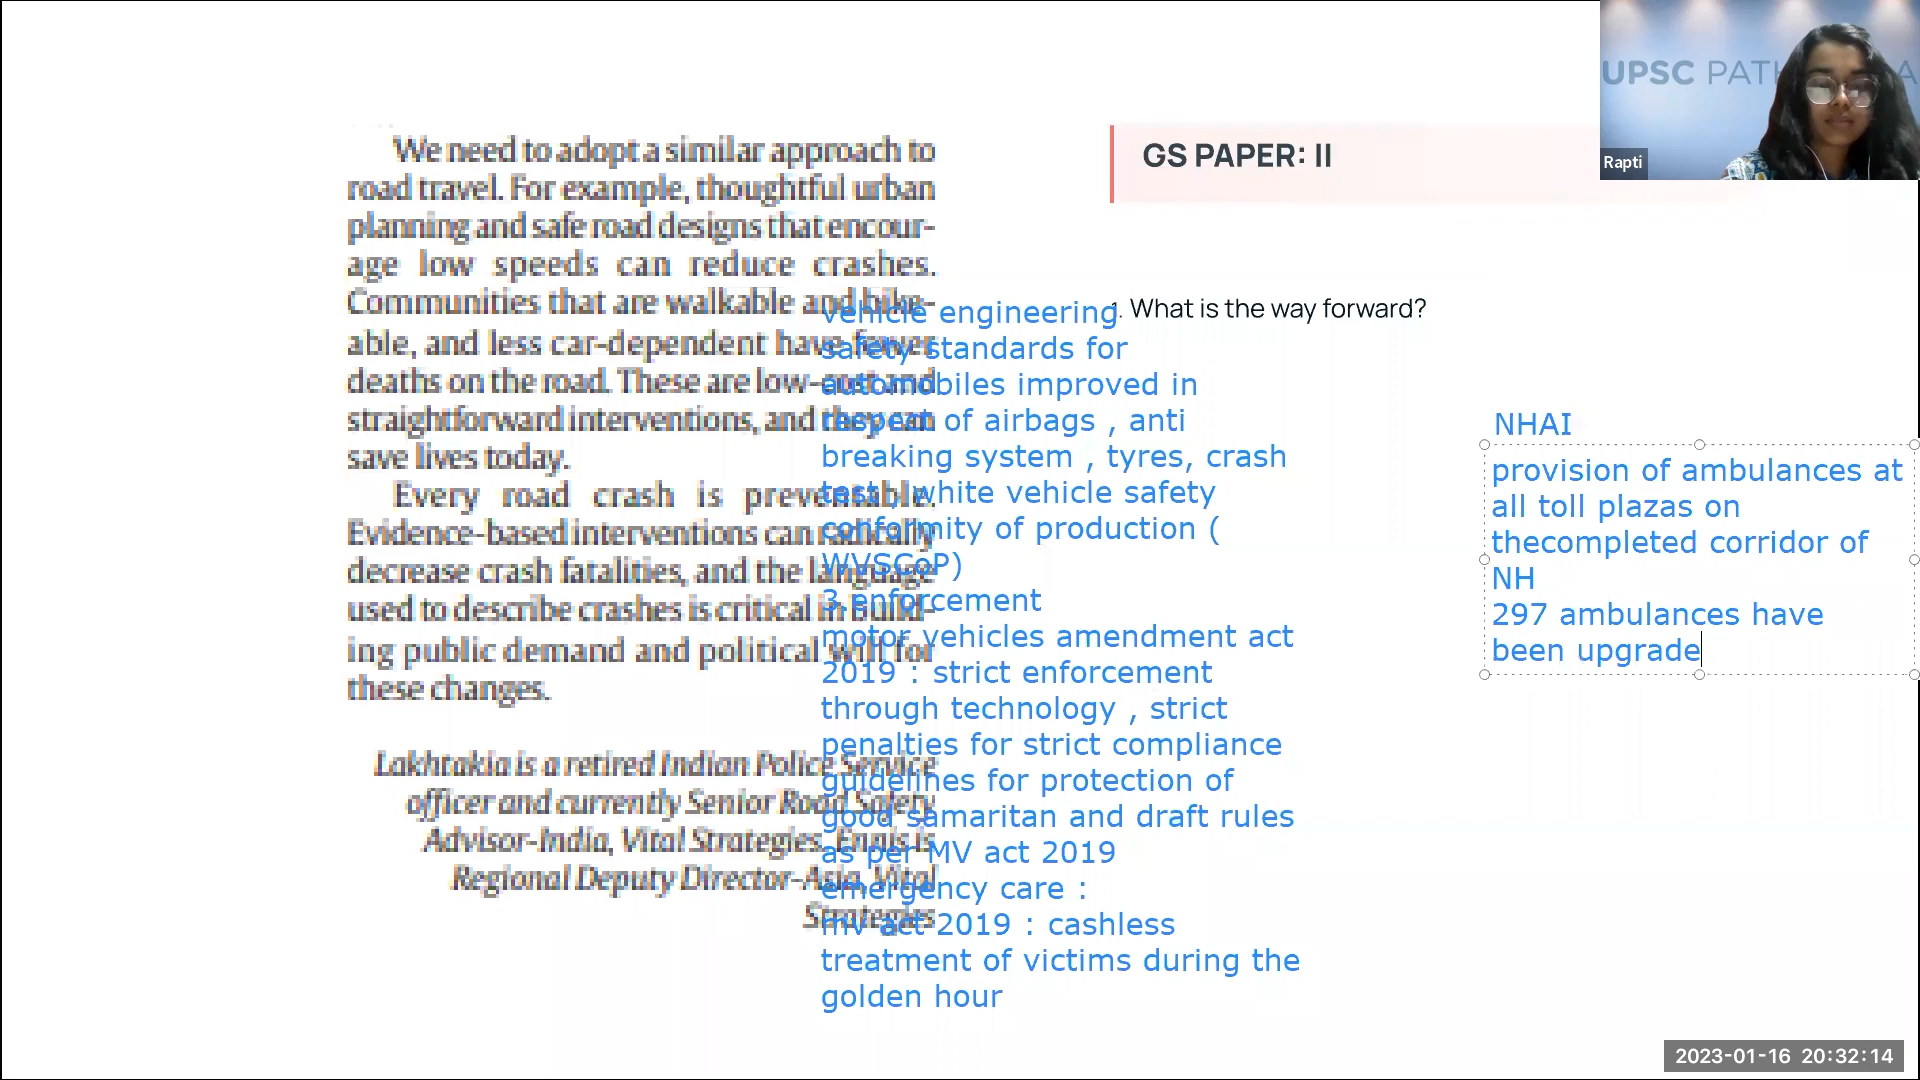 We need to adopt a similar approach to
road travel. For example, thoughtful urban
planning and safe road designs that encour-
age low speeds can reduce crashes.
Communities that are walkable and bike-
able, and less car-dependent have fewer
deaths on the road. These are low-cost and
straightforward interventions, and they can
save lives today.
Every road crash is preventable.
Evidence-based interventions can radically
decrease crash fatalities, and the language
used to describe crashes is critical in build-
ing public demand and political will for
these changes.
Lakhtakia is a retired Indian Police Service
officer and currently Senior Road Safety
Advisor-India, Vital Strategies. Ennis is
Regional Deputy Director-Asia, Vital
Strategies
vehicle engineering
safety standards for
automobiles improved in
respect of airbags , anti
breaking system , tyres, crash
test , white vehicle safety
conformity of production (
WVSCoP)
3.enforcement
motor vehicles amendment act
2019 : strict enforcement
through technology , strict
penalties for strict compliance
guidelines for protection of
good samaritan and draft rules
as per MV act 2019
emergency care :
mv act 2019 : cashless
treatment of victims during the
golden hour
GS PAPER: II
1. What is the way forward?
NHAI
provision of ambulances at
all toll plazas on
thecompleted corridor of
NH
297 ambulances have
been upgrade
UPSC PATH
A
Rapti
2023-01-16 20:32:14